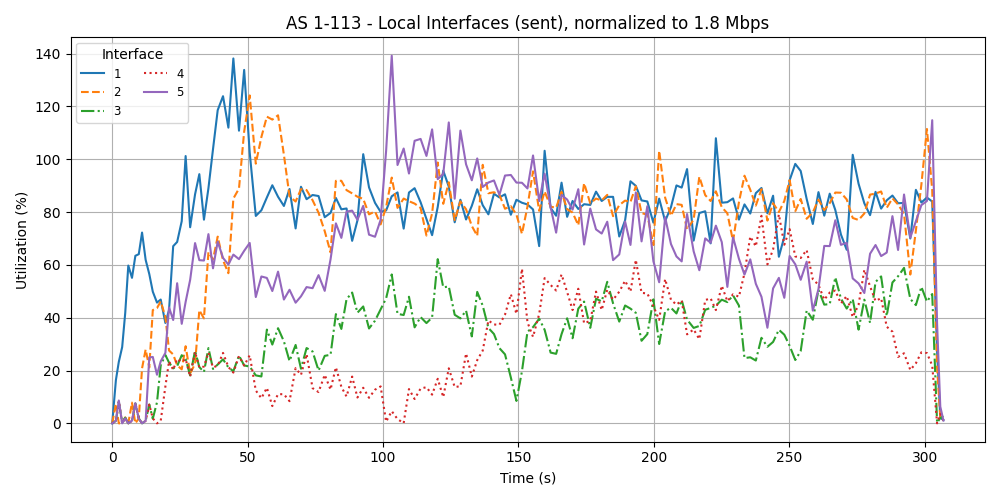 AS 1-113 - Local Interfaces (sent), normalized to 1.8 Mbps
Interface
1
2
3
4
5
140
120
100
80
60
40
20
0
Utilization (%)
0 50 100 150 200 250 300
Time (s)